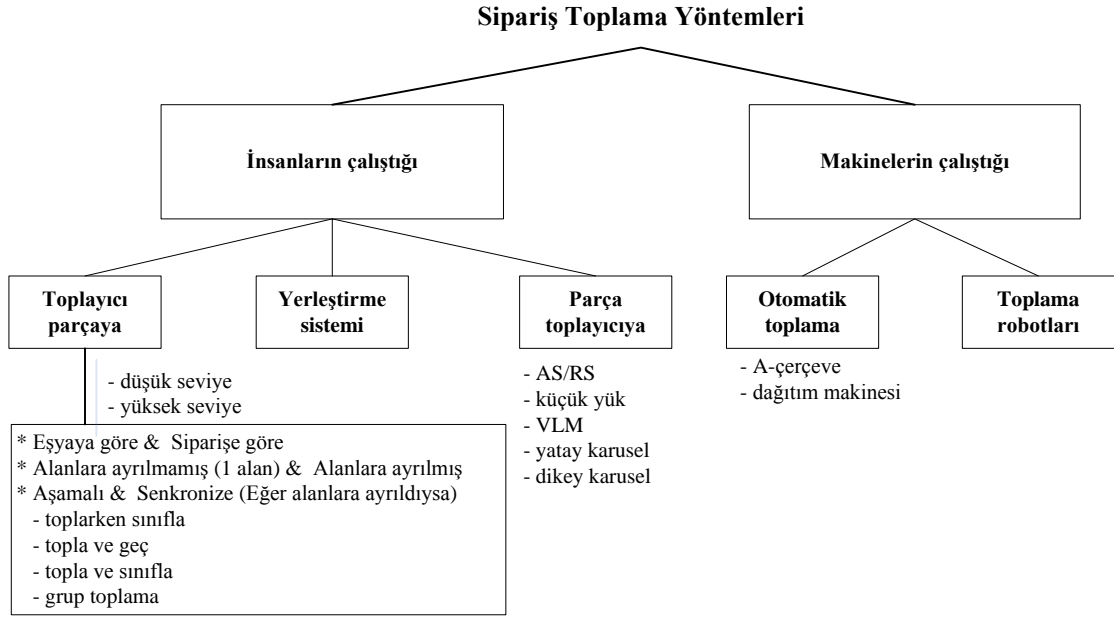 Sipariş Toplama Yöntemleri
İnsanların çalıştığı
Makinelerin çalıştığı
Toplayıcı
parçaya
Yerleştirme
sistemi
Parça
toplayıcıya
Otomatik
toplama
Toplama
robotları
- düşük seviye
- yüksek seviye
- AS/RS
- küçük yük
- VLM
- yatay karusel
- dikey karusel
- A-çerçeve
- dağıtım makinesi
* Eşyaya göre & Siparişe göre
* Alanlara ayrılmamış (1 alan) & Alanlara ayrılmış
* Aşamalı & Senkronize (Eğer alanlara ayrıldıysa)
- toplarken sınıfla
- topla ve geç
- topla ve sınıfla
- grup toplama